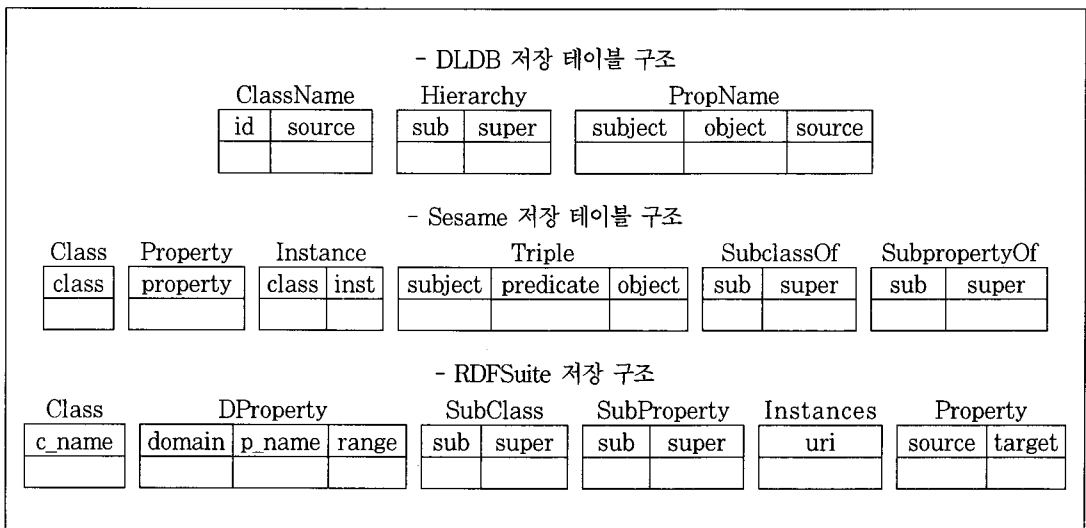 - DLDB 저장 테이블 구조
ClassName Hierarchy PropName
id source sub super subject object source
- Sesame 저장 테이블 구조
Class Property Instance Triple SubclassOf SubpropertyOf
class property class inst subject predicate object sub super sub super
- RDFSuite 저장 구조
Class DProperty SubClass SubProperty Instances Property
c_name domain p_name range sub super sub super uri source target